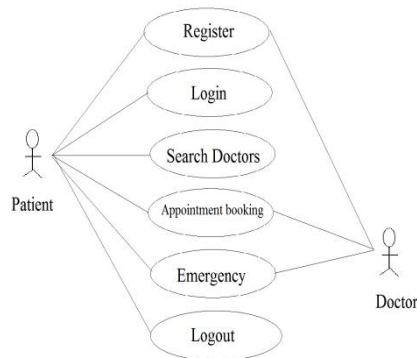 Register
Login
Search Doctors
Patient
Appointment booking
Emergency
Doctor
Logout